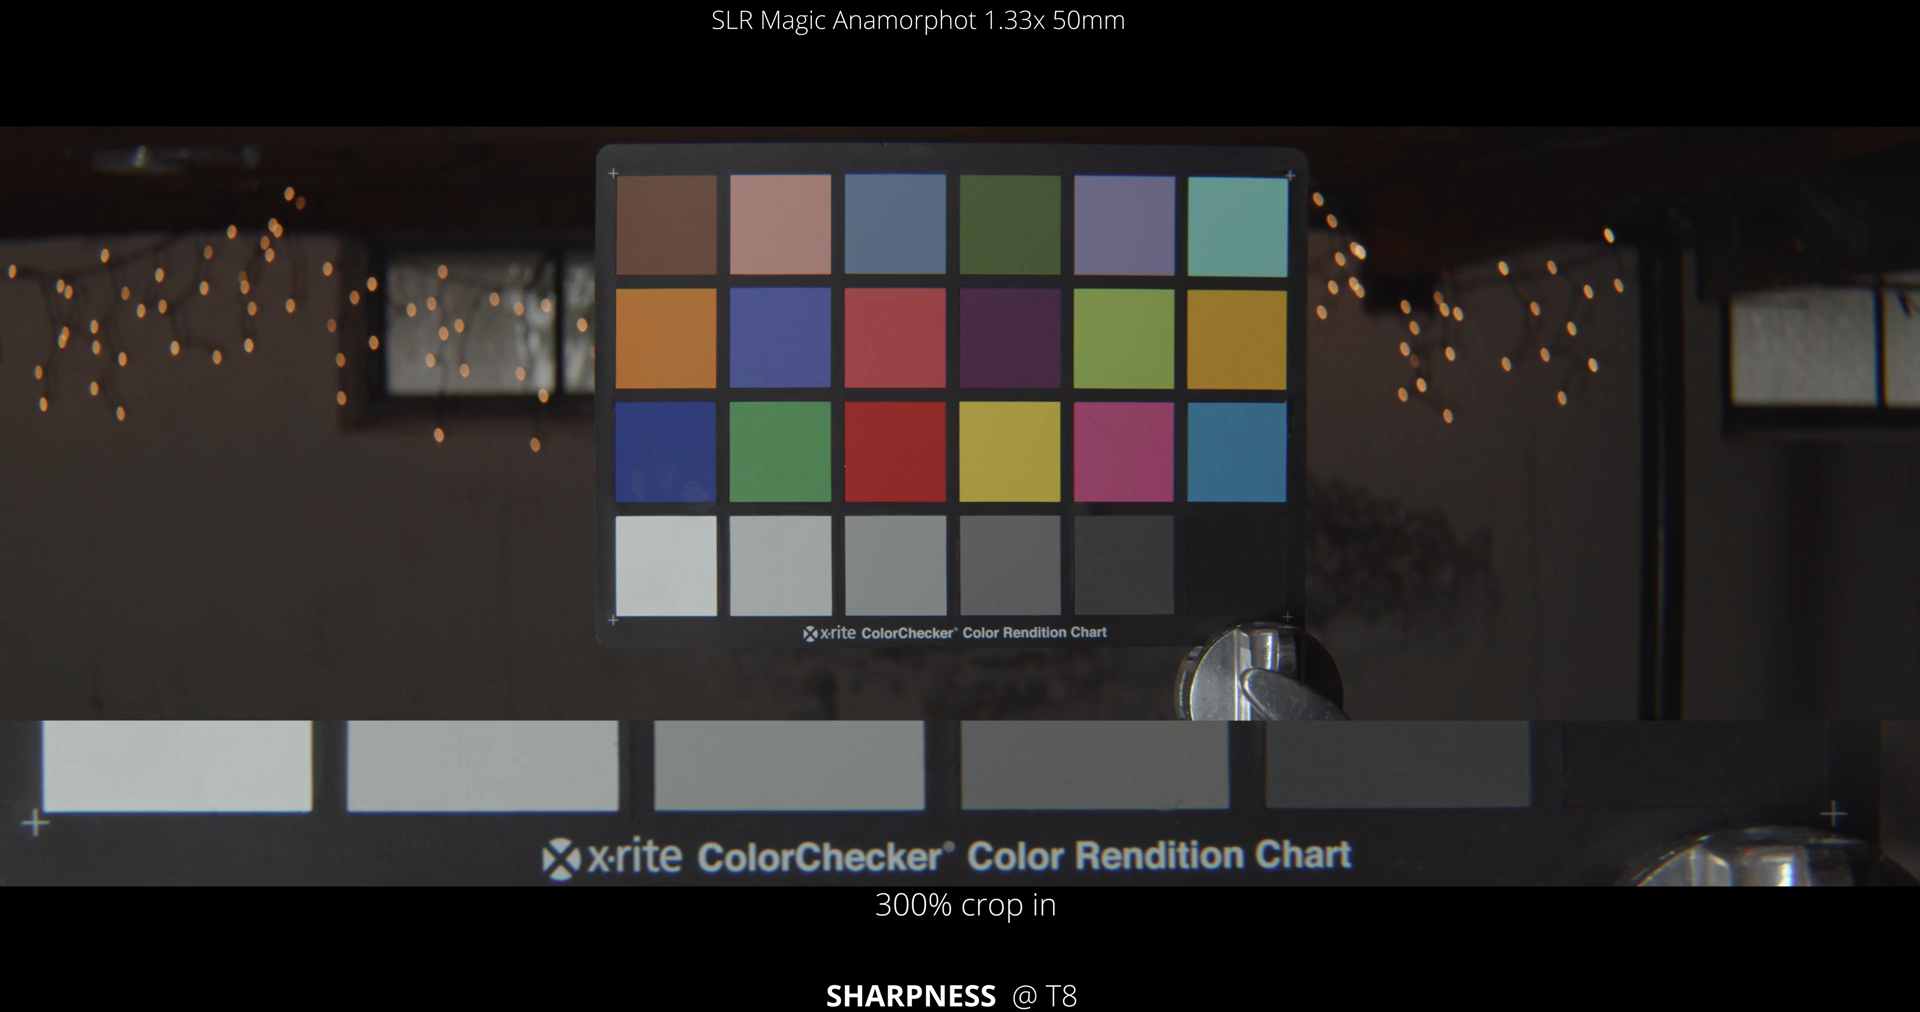 SLR Magic Anamorphot 1.33x 50mm
x·rite ColorChecker® Color Rendition Chart
x·rite ColorChecker® Color Rendition Chart
300% crop in
SHARPNESS @ T8